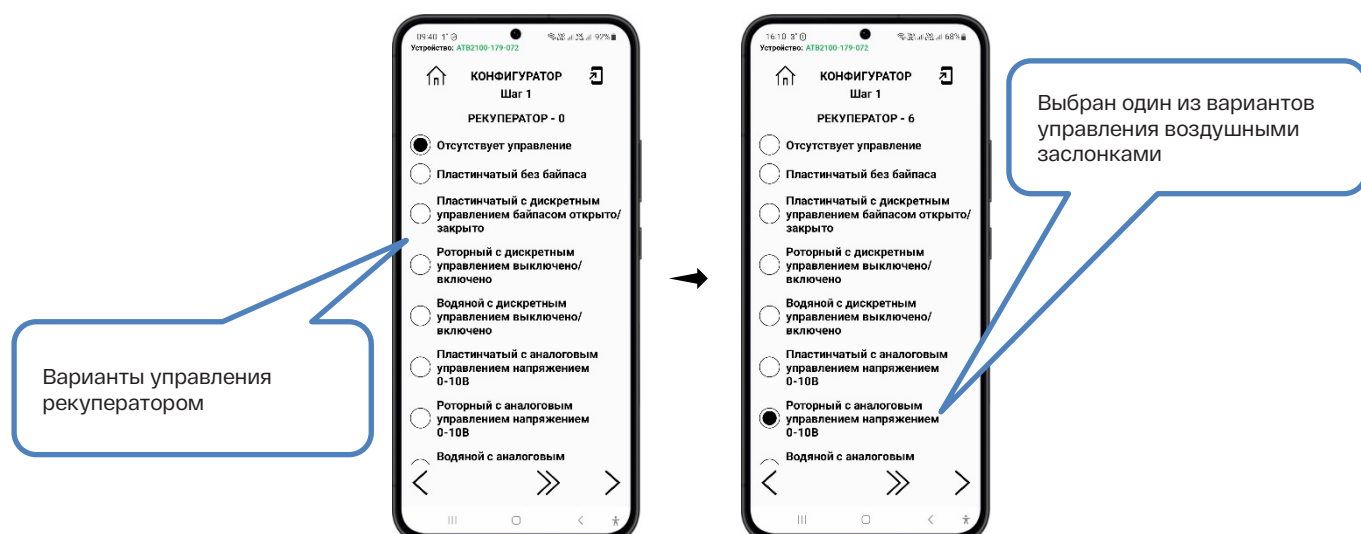 09:40 1°
92%
Устройство: ATB2100-179-072
КОНФИГУРАТОР
Шаг 1
РЕКУПЕРАТОР - 0
Отсутствует управление
Пластинчатый без байпаса
Пластинчатый с дискретным
управлением байпасом открыто/
закрыто
Роторный с дискретным
управлением выключено/
включено
Водяной с дискретным
управлением выключено/
включено
Пластинчатый с аналоговым
управлением напряжением
0-10В
Роторный с аналоговым
управлением напряжением
0-10В
Водяной с аналоговым
Варианты управления
рекуператором
16:10 3°
68%
Устройство: ATB2100-179-072
КОНФИГУРАТОР
Шаг 1
РЕКУПЕРАТОР - 6
Отсутствует управление
Пластинчатый без байпаса
Пластинчатый с дискретным
управлением байпасом открыто/
закрыто
Роторный с дискретным
управлением выключено/
включено
Водяной с дискретным
управлением выключено/
включено
Пластинчатый с аналоговым
управлением напряжением
0-10В
Роторный с аналоговым
управлением напряжением
0-10В
Водяной с аналоговым
Выбран один из вариантов
управления воздушными
заслонками